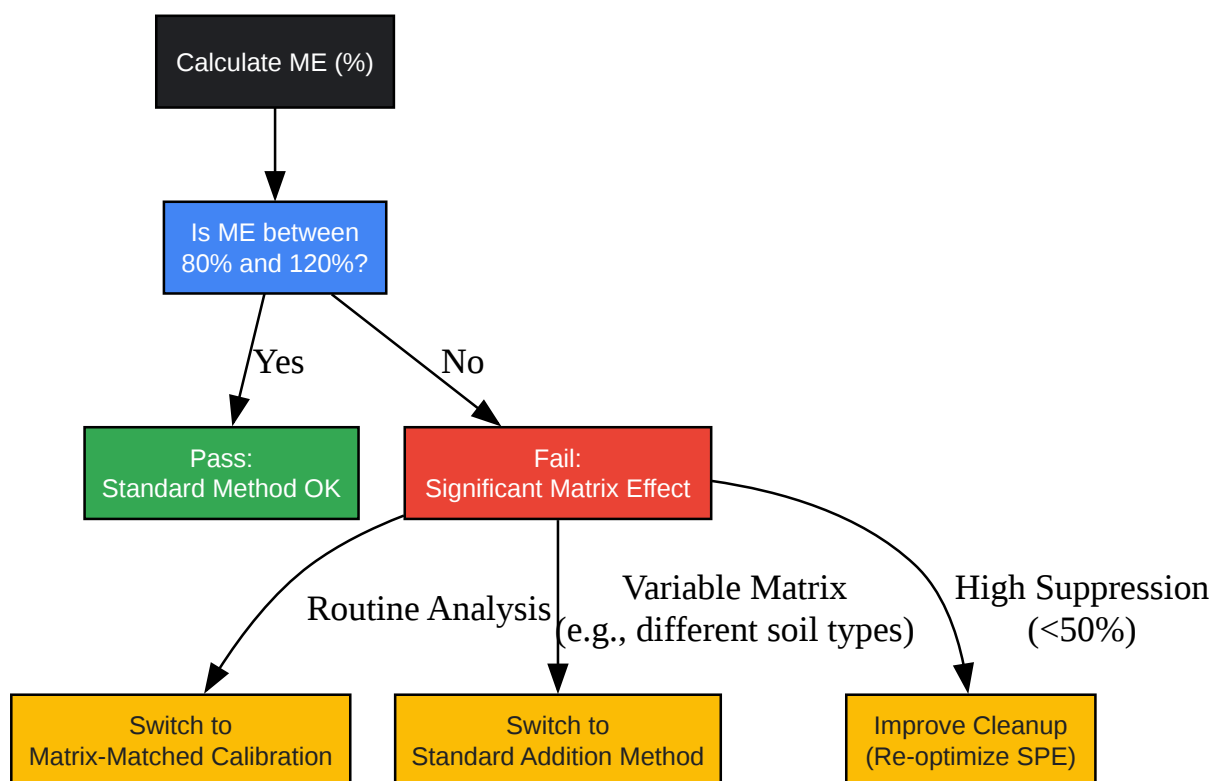 Calculate ME (%)
Is ME between
80% and 120%?
Yes
No
Pass:
Standard Method OK
Fail:
Significant Matrix Effect
Routine Analysis
Variable Matrix
(e.g., different soil types)
High Suppression
(<50%)
Switch to
Matrix-Matched Calibration
Switch to
Standard Addition Method
Improve Cleanup
(Re-optimize SPE)